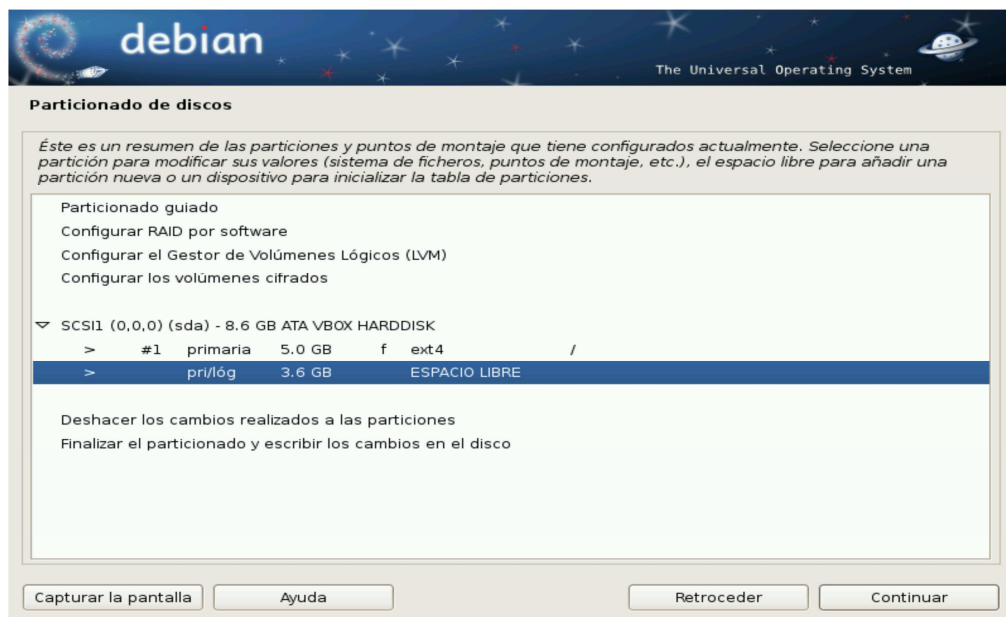 debian
The Universal Operating System
Particionado de discos
Éste es un resumen de las particiones y puntos de montaje que tiene configurados actualmente. Seleccione una
partición para modificar sus valores (sistema de ficheros, puntos de montaje, etc.), el espacio libre para añadir una
partición nueva o un dispositivo para inicializar la tabla de particiones.
Particionado guiado
Configurar RAID por software
Configurar el Gestor de Volúmenes Lógicos (LVM)
Configurar los volúmenes cifrados
SCSI1 (0,0,0) (sda) - 8.6 GB ATA VBOX HARDDISK
> #1 primaria 5.0 GB f ext4 /
> pri/lóg 3.6 GB ESPACIO LIBRE
Deshacer los cambios realizados a las particiones
Finalizar el particionado y escribir los cambios en el disco
Capturar la pantalla Ayuda Retroceder Continuar